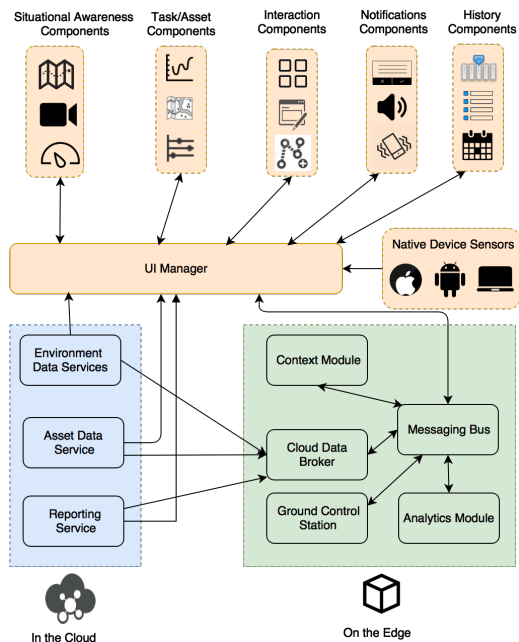 Situational Awareness
Components
Task/Asset
Components
Interaction
Components
Notifications
Components
History
Components
UI Manager
Native Device Sensors
Environment
Data Services
Asset Data
Service
Reporting
Service
Context Module
Cloud Data
Broker
Ground Control
Station
Messaging Bus
Analytics Module
In the Cloud
On the Edge